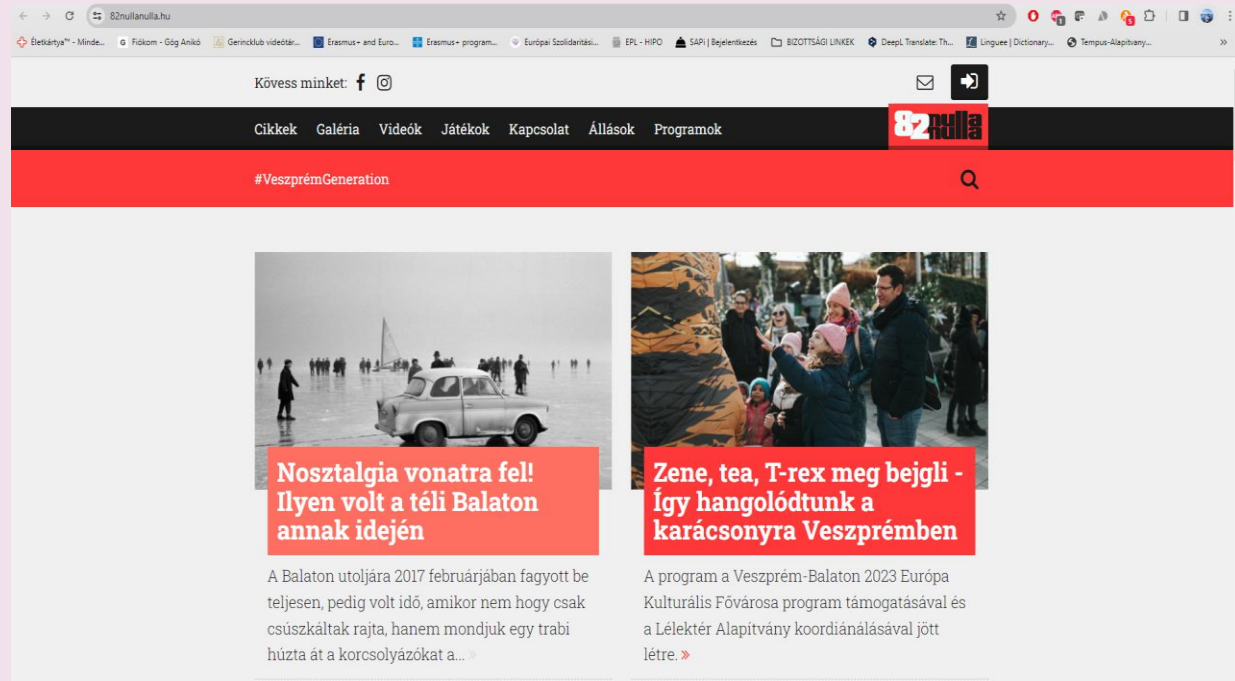 82nullanulla.hu
Életkártya™ - Minde... Fiókom - Gög Anikó Gerincklub videótár... Erasmus+ and Euro... Erasmus+ program... Európai Szolidaritási... EPL - HIPO SAPi | Bejelentkezés BIZOTTSÁGI LINKEK DeepL Translate: Th... Linguee | Dictionary... Tempus-Alapitvany... »
Kövess minket:
Cikkek Galéria Videók Játékok Kapcsolat Állások Programok 82nulla nulla
#VeszprémGeneration
Nosztalgia vonatra fel!
Ilyen volt a téli Balaton
annak idején
A Balaton utoljára 2017 februárjában fagyott be
teljesen, pedig volt idő, amikor nem hogy csak
csúszkáltak rajta, hanem mondjuk egy trabi
húzta át a korcsolyázókat a... »
Zene, tea, T-rex meg bejgli -
Így hangolódtunk a
karácsonyra Veszprémben
A program a Veszprém-Balaton 2023 Európa
Kulturális Fővárosa program támogatásával és
a Lélektér Alapítvány koordiánálásával jött
létre. »